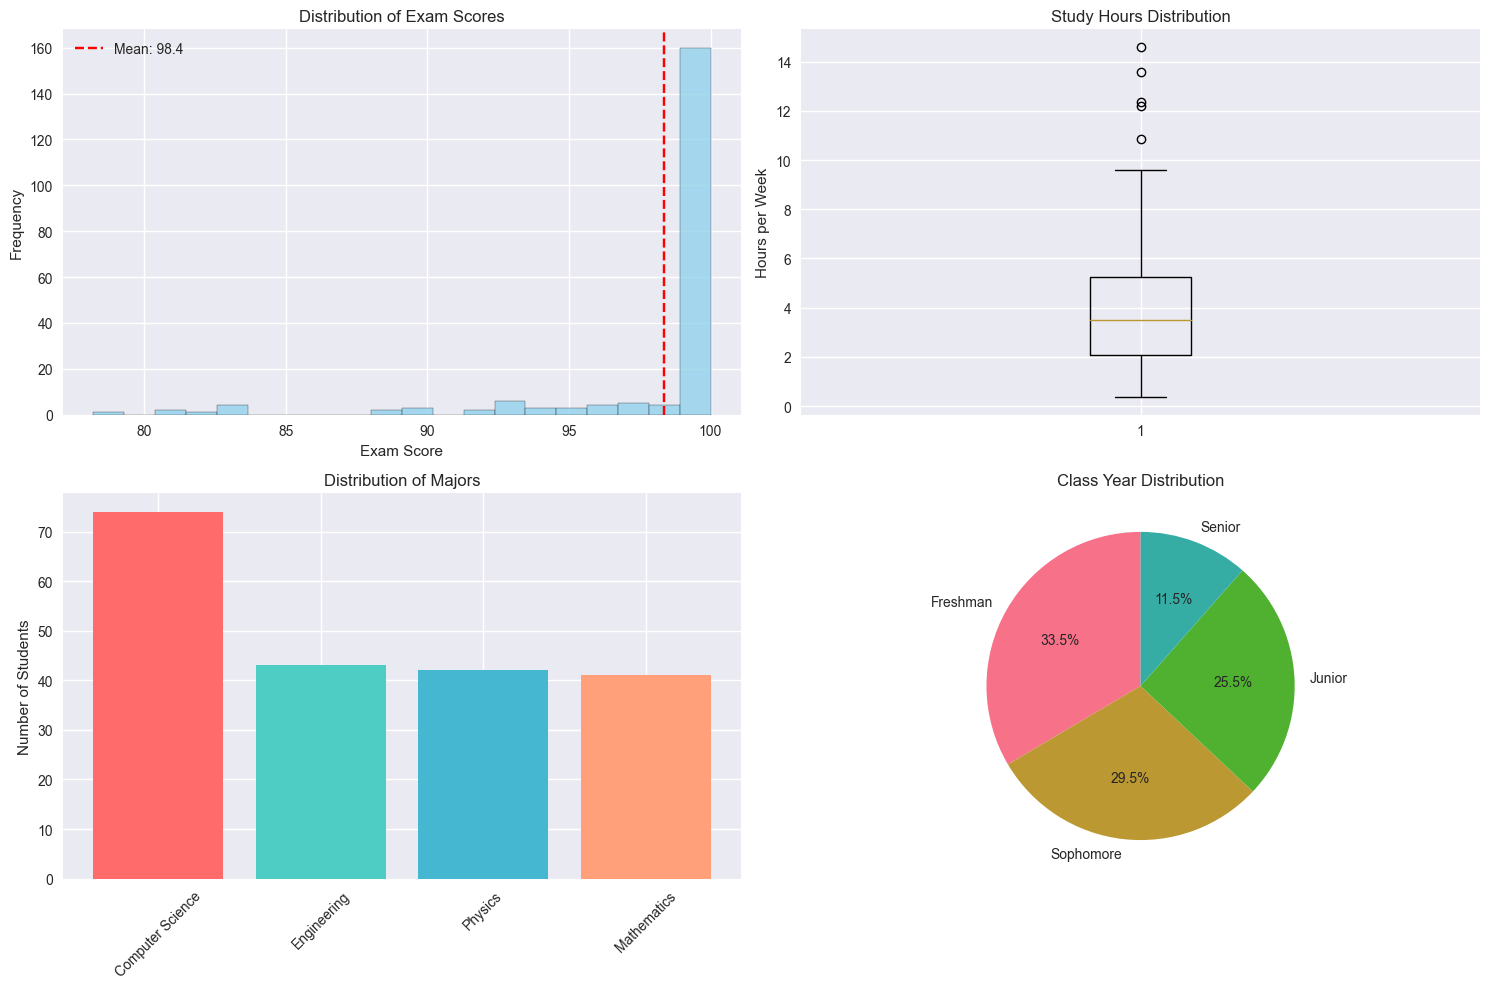 Distribution of Exam Scores
Mean: 98.4
Frequency
160
140
120
100
80
60
40
20
0
80
85
90
95
100
Exam Score
Study Hours Distribution
Hours per Week
14
12
10
8
6
4
2
0
1
Distribution of Majors
Number of Students
70
60
50
40
30
20
10
0
Computer Science
Engineering
Physics
Mathematics
Class Year Distribution
Senior
11.5%
Freshman
33.5%
Junior
25.5%
29.5%
Sophomore